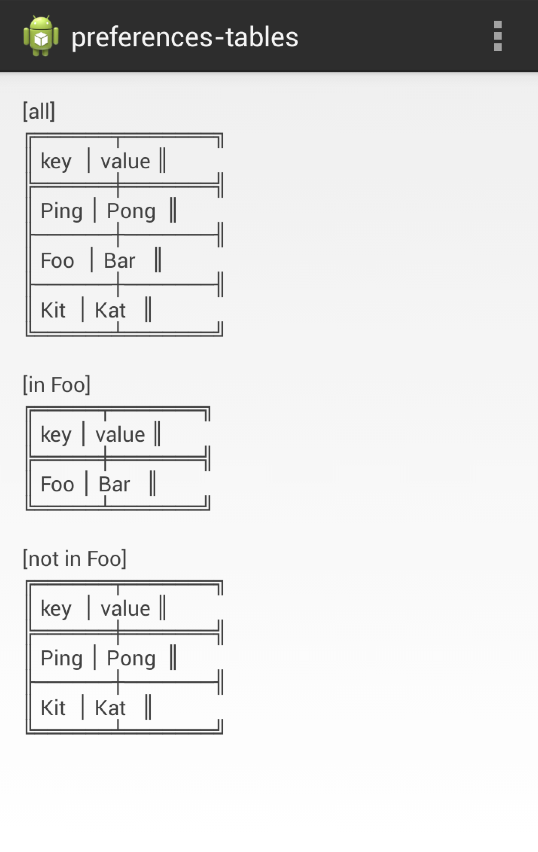 preferences-tables
[all]
key │ value ║
Ping │ Pong ║
Foo │ Bar ║
Kit │ Kat ║
[in Foo]
key │ value ║
Foo │ Bar ║
[not in Foo]
key │ value ║
Ping │ Pong ║
Kit │ Kat ║